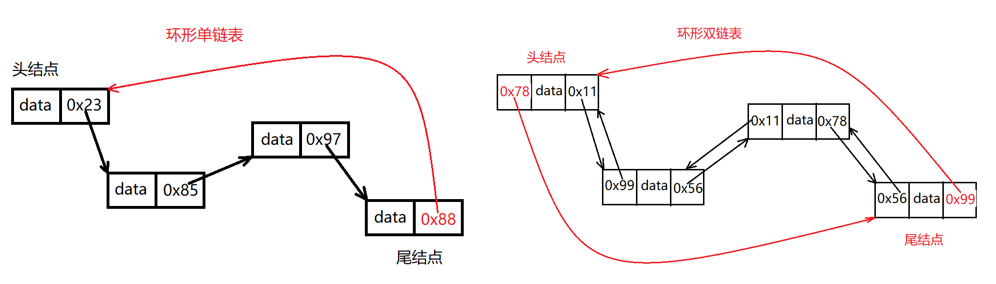 环形单链表
头结点
data 0x23
data 0x97
data 0x85
data 0x88
尾结点
环形双链表
头结点
0x78 data 0x11
0x11 data 0x78
0x99 data 0x56
0x56 data 0x99
尾结点